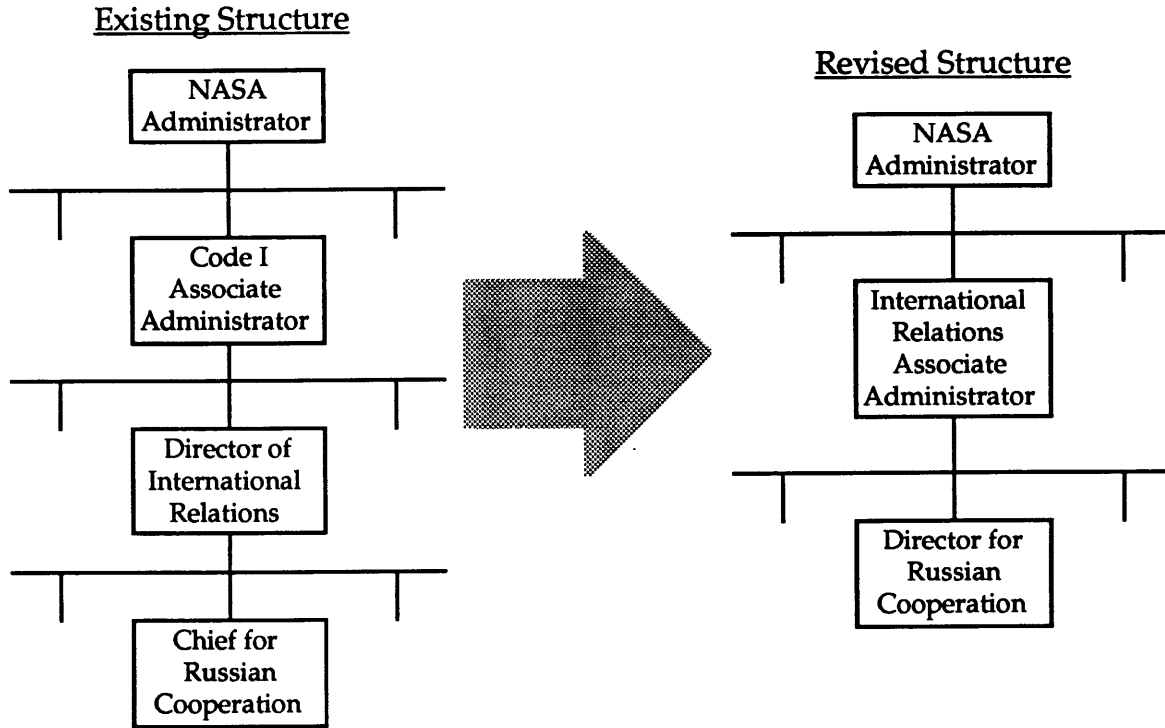 Existing Structure
NASA
Administrator
Code I
Associate
Administrator
Director of
International
Relations
Chief for
Russian
Cooperation
Revised Structure
NASA
Administrator
International
Relations
Associate
Administrator
Director for
Russian
Cooperation